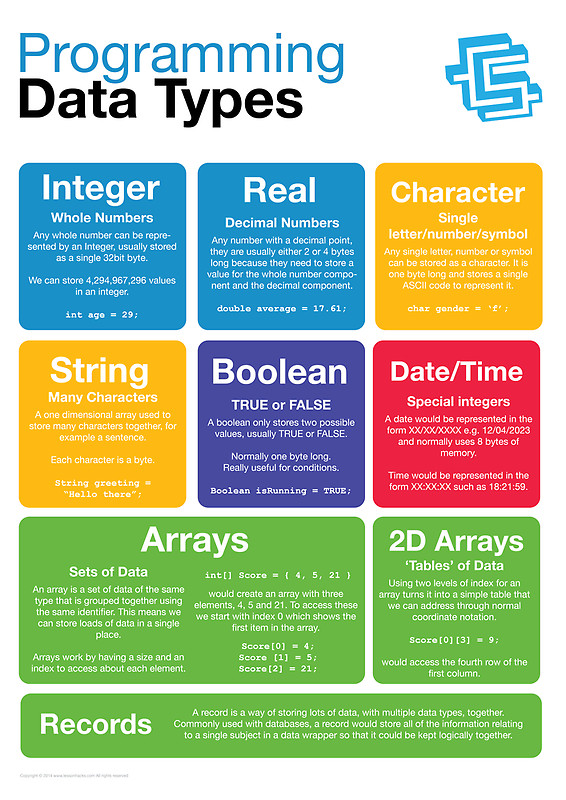 Programming
Data Types
Integer
Whole Numbers
Any whole number can be repre-
sented by an Integer, usually stored
as a single 32bit byte.
We can store 4,294,967,296 values
in an integer.
int age = 29;
Real
Decimal Numbers
Any number with a decimal point,
they are usually either 2 or 4 bytes
long because they need to store a
value for the whole number compo-
nent and the decimal component.
double average = 17.61;
Character
Single
letter/number/symbol
Any single letter, number or symbol
can be stored as a character. It is
one byte long and stores a single
ASCII code to represent it.
char gender = 'f';
String
Many Characters
A one dimensional array used to
store many characters together, for
example a sentence.
Each character is a byte.
String greeting =
“Hello there”;
Boolean
TRUE or FALSE
A boolean only stores two possible
values, usually TRUE or FALSE.
Normally one byte long.
Really useful for conditions.
Boolean isRunning = TRUE;
Date/Time
Special integers
A date would be represented in the
form XX/XX/XXXX e.g. 12/04/2023
and normally uses 8 bytes of
memory.
Time would be represented in the
form XX:XX:XX such as 18:21:59.
Arrays
Sets of Data
An array is a set of data of the same
type that is grouped together using
the same identifier. This means we
can store loads of data in a single
place.
Arrays work by having a size and an
index to access about each element.
int[] Score = { 4, 5, 21 }
would create an array with three
elements, 4, 5 and 21. To access these
we start with index 0 which shows the
first item in the array.
Score[0] = 4;
Score [1] = 5;
Score[2] = 21;
2D Arrays
‘Tables’ of Data
Using two levels of index for an
array turns it into a simple table that
we can address through normal
coordinate notation.
Score[0][3] = 9;
would access the fourth row of the
first column.
Records
A record is a way of storing lots of data, with multiple data types, together.
Commonly used with databases, a record would store all of the information relating
to a single subject in a data wrapper so that it could be kept logically together.